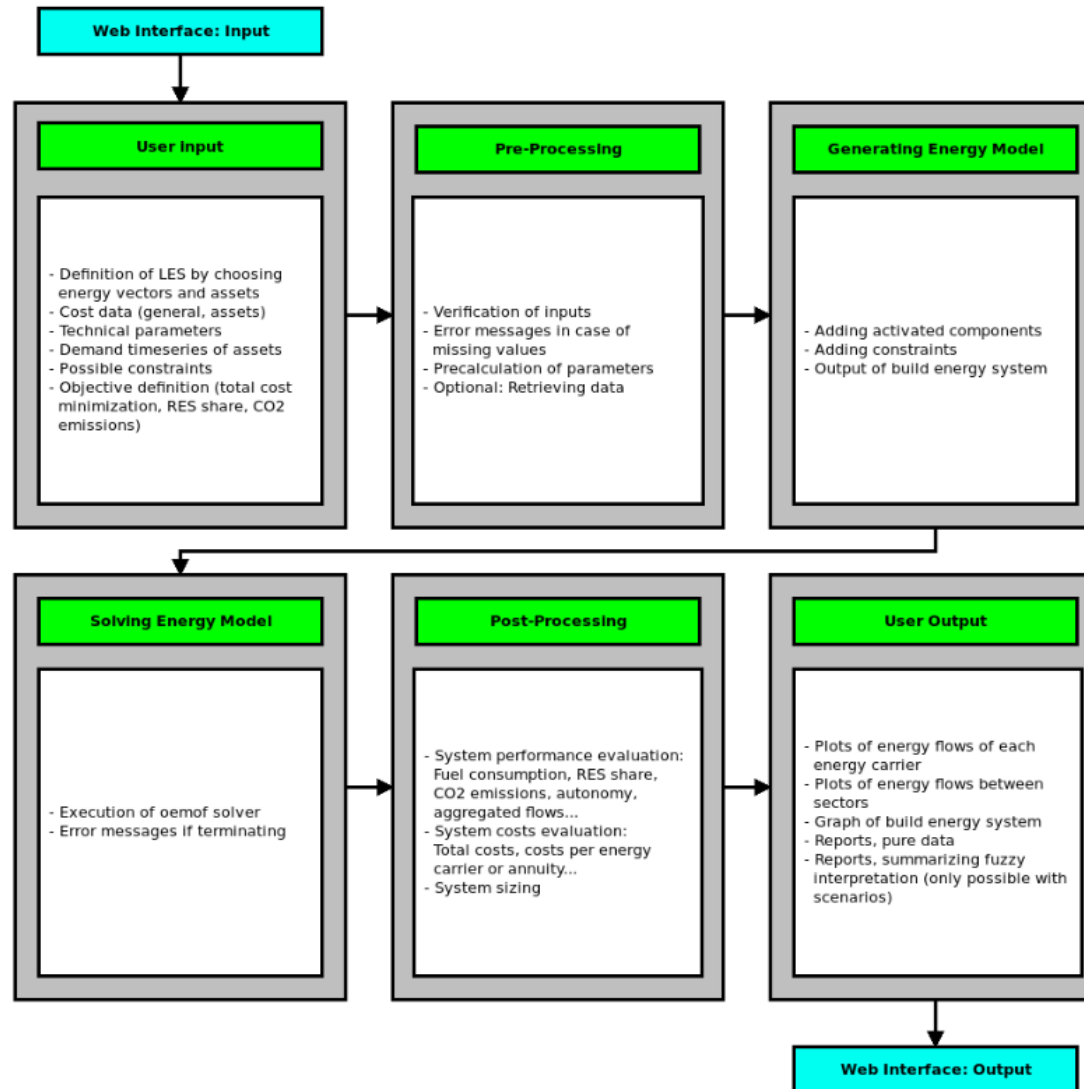 Web Interface: Input
User input
- Definition of LES by choosing
energy vectors and assets
- Cost data (general, assets)
- Technical parameters
- Demand timeseries of assets
- Possible constraints
- Objective definition (total cost
minimization, RES share, CO2
emissions)
Pre-Processing
- Verification of inputs
- Error messages in case of
missing values
- Precalculation of parameters
- Optional: Retrieving data
Generating Energy Model
- Adding activated components
- Adding constraints
- Output of build energy system
Solving Energy Model
- Execution of oemof solver
- Error messages if terminating
Post-Processing
- System performance evaluation:
Fuel consumption, RES share,
CO2 emissions, autonomy,
aggregated flows...
- System costs evaluation:
Total costs, costs per energy
carrier or annuity...
- System sizing
User Output
- Plots of energy flows of each
energy carrier
- Plots of energy flows between
sectors
- Graph of build energy system
- Reports, pure data
- Reports, summarizing fuzzy
interpretation (only possible with
scenarios)
Web Interface: Output